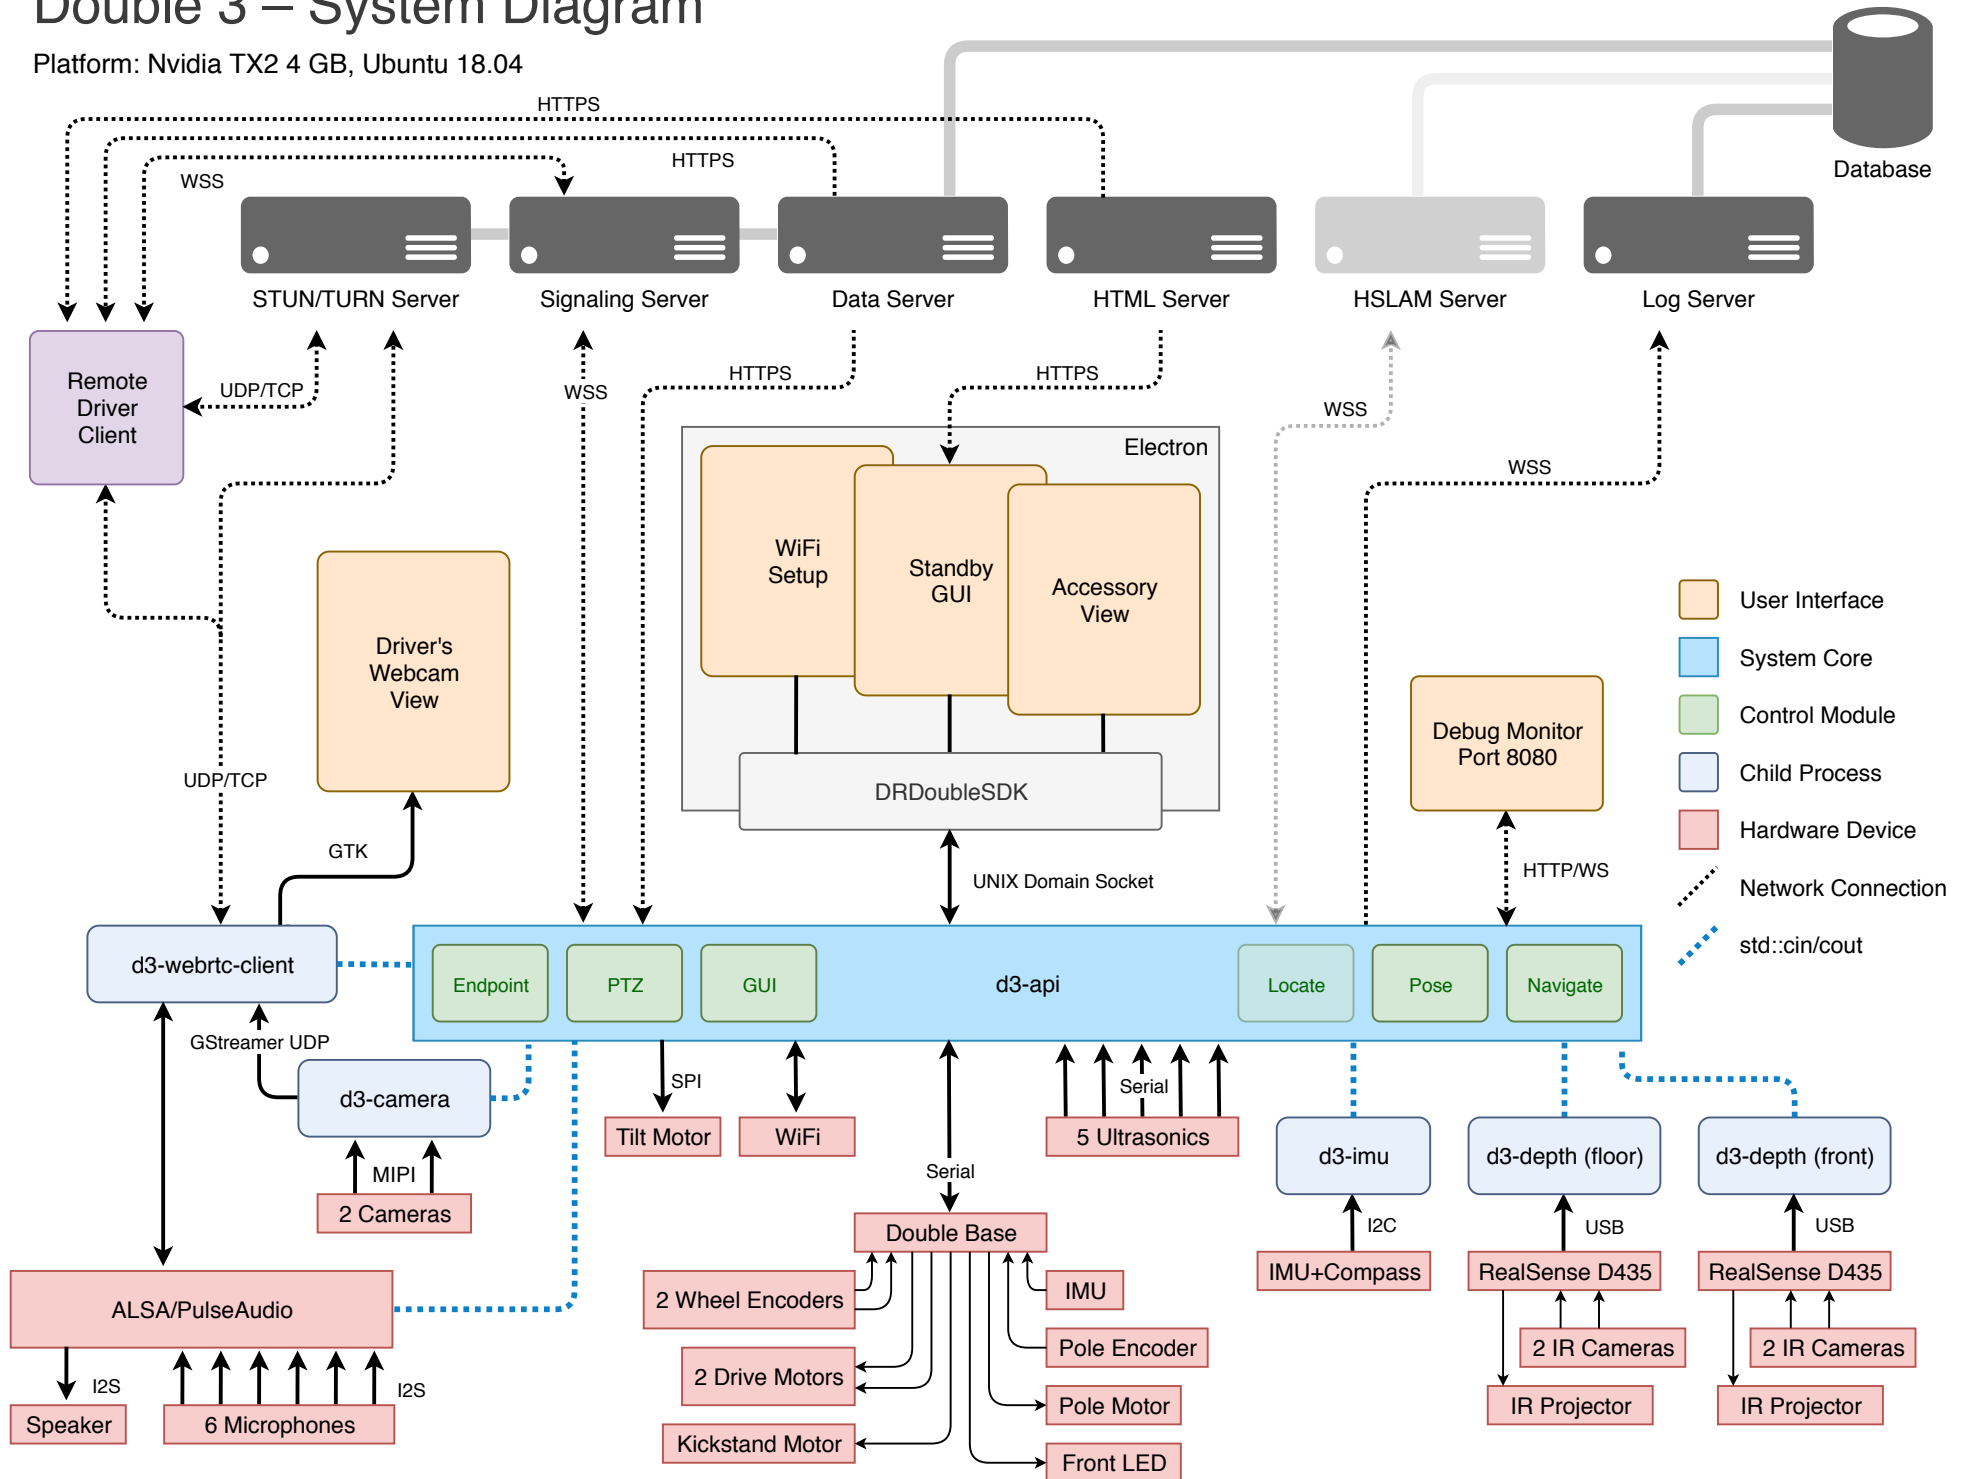 Double 3 – System Diagram
Platform: Nvidia TX2 4 GB, Ubuntu 18.04
HTTPS
HTTPS
WSS
Database
STUN/TURN Server
Signaling Server
Data Server
HTML Server
HSLAM Server
Log Server
Remote
Driver
Client
UDP/TCP
WSS
HTTPS
HTTPS
WSS
WSS
Electron
WiFi
Setup
Standby
GUI
Accessory
View
Driver's
Webcam
View
Debug Monitor
Port 8080
User Interface
System Core
Control Module
Child Process
Hardware Device
Network Connection
std::cin/cout
UDP/TCP
DRDoubleSDK
GTK
UNIX Domain Socket
HTTP/WS
d3-webrtc-client
Endpoint
PTZ
GUI
d3-api
Locate
Pose
Navigate
GStreamer UDP
d3-camera
SPI
Serial
Tilt Motor
WiFi
5 Ultrasonics
d3-imu
d3-depth (floor)
d3-depth (front)
MIPI
2 Cameras
Serial
Double Base
I2C
USB
USB
IMU+Compass
RealSense D435
RealSense D435
ALSA/PulseAudio
2 Wheel Encoders
IMU
Pole Encoder
2 IR Cameras
2 IR Cameras
2 Drive Motors
I2S
I2S
Pole Motor
IR Projector
IR Projector
Speaker
6 Microphones
Kickstand Motor
Front LED